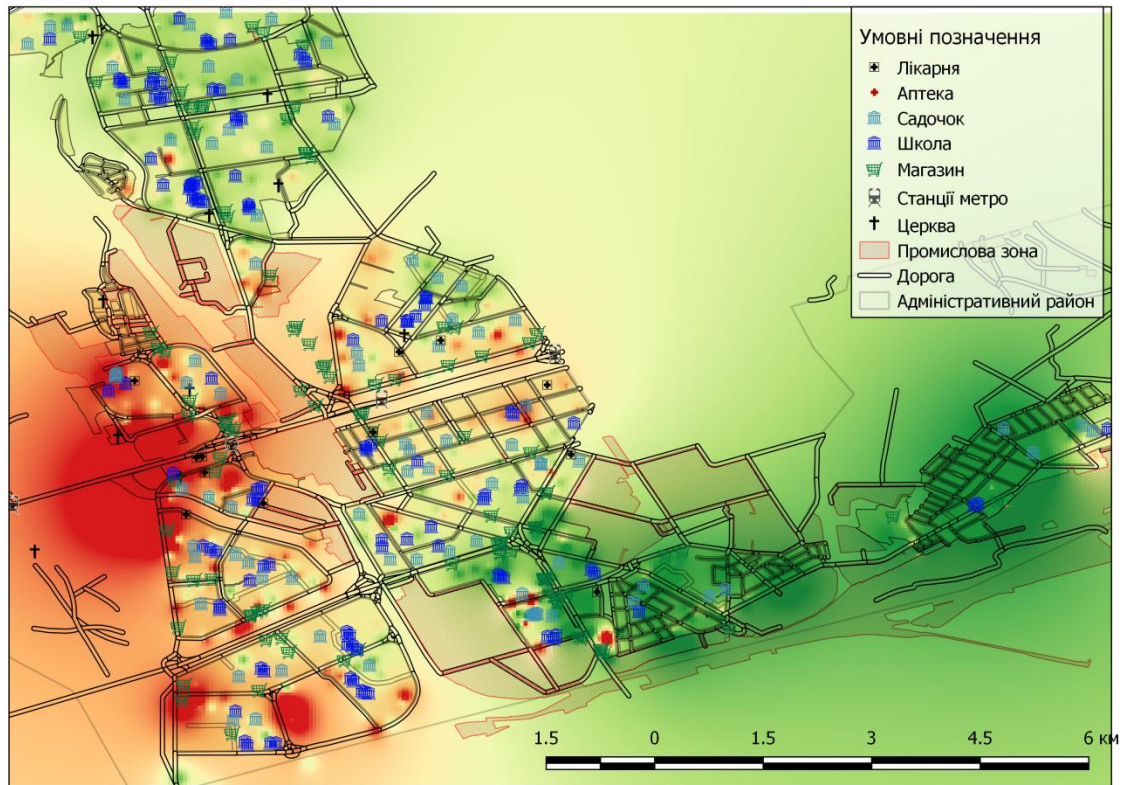 Умовні позначення
Лікарня
Аптека
Садочок
Школа
Магазин
Станції метро
Церква
Промислова зона
Дорога
Адміністративний район
1.5 0 1.5 3 4.5 6 км